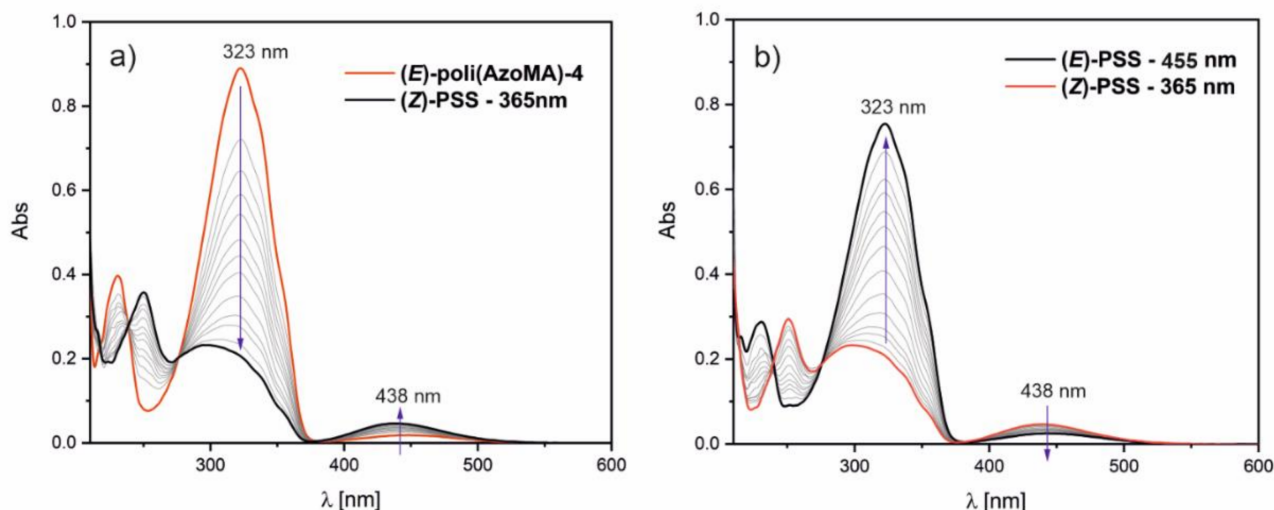 a)
323 nm
(E)-poli(AzoMA)-4
(Z)-PSS - 365nm
438 nm
Abs
1.0
0.8
0.6
0.4
0.2
0.0
300
400
500
600
λ [nm]
b)
323 nm
(E)-PSS - 455 nm
(Z)-PSS - 365 nm
438 nm
Abs
1.0
0.8
0.6
0.4
0.2
0.0
300
400
500
600
λ [nm]